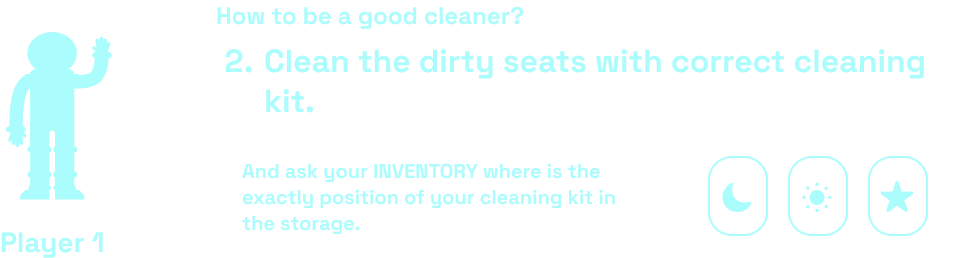 How to be a good cleaner?
2. Clean the dirty seats with correct cleaning
kit.
And ask your INVENTORY where is the
exactly position of your cleaning kit in
the storage.
Player 1